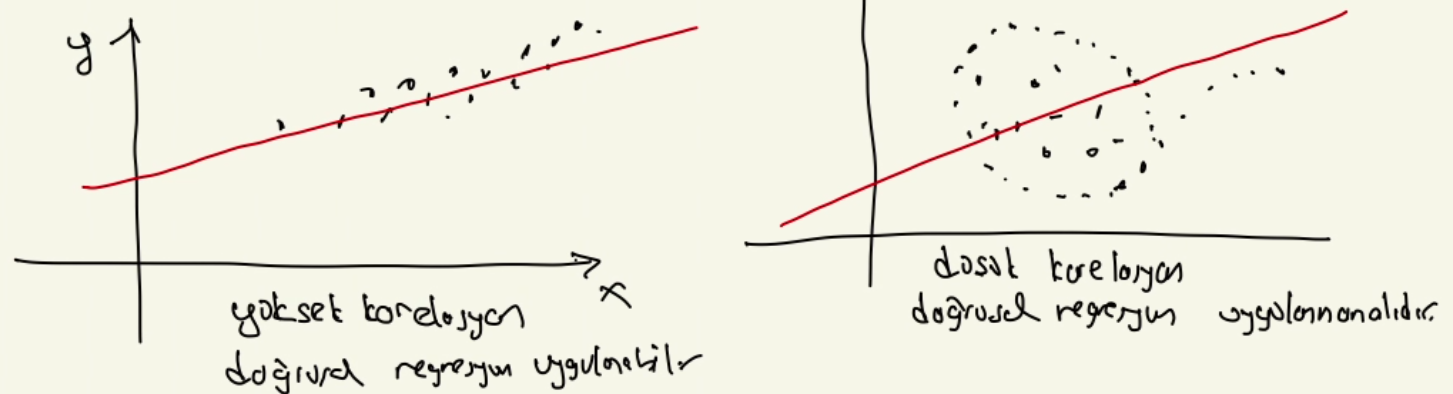 y
x
yüksek korelasyon
doğrusal regresyon uygulanabilir
düşük korelasyon
doğrusal regresyon uygulanmamalıdır.